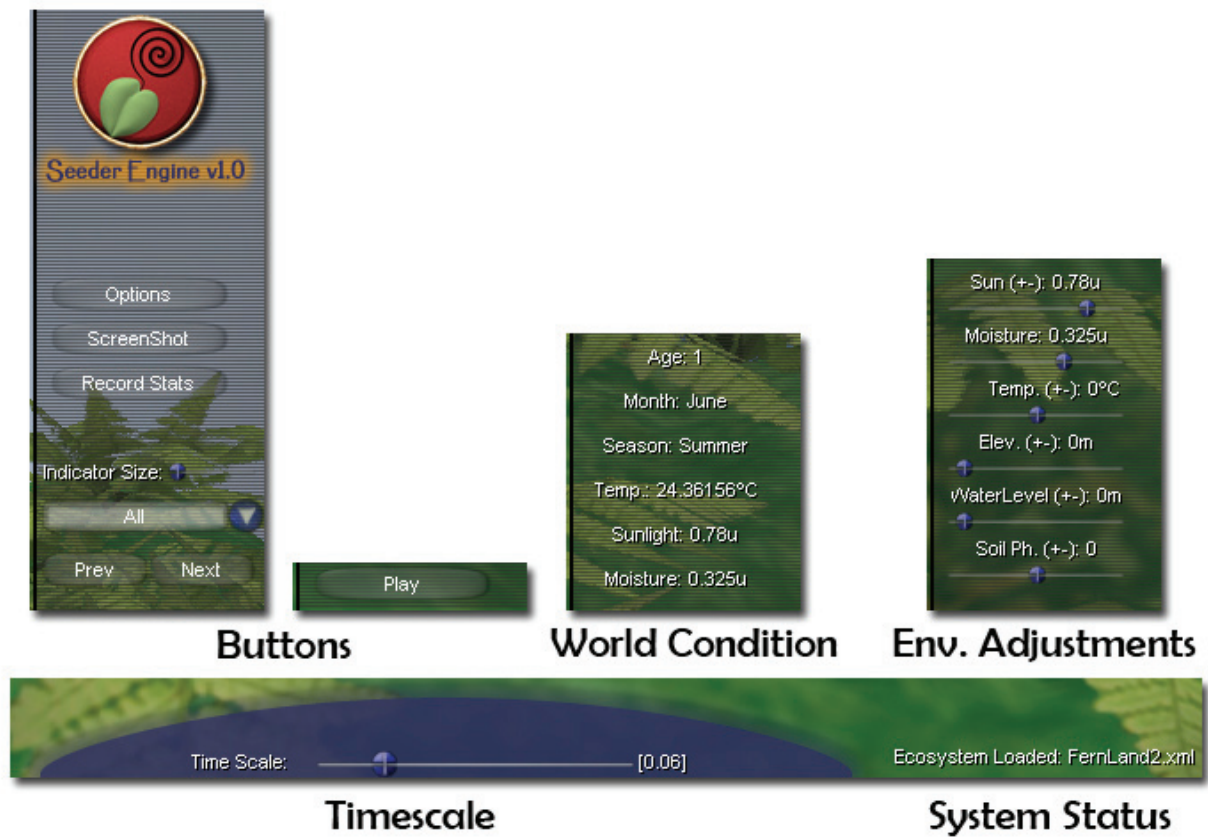 Seeder Engine v1.0
Options
ScreenShot
Record Stats
Indicator Size:
All
Prev Next
Play
Buttons
Age: 1
Month: June
Season: Summer
Temp.: 24.36156°C
Sunlight: 0.78u
Moisture: 0.325u
World Condition
Sun (+-): 0.78u
Moisture: 0.325u
Temp. (+-): 0°C
Elev. (+-): 0m
WaterLevel (+-): 0m
Soil Ph. (+-): 0
Env. Adjustments
Time Scale: [0.06]
Timescale
Ecosystem Loaded: FernLand2.xml
System Status